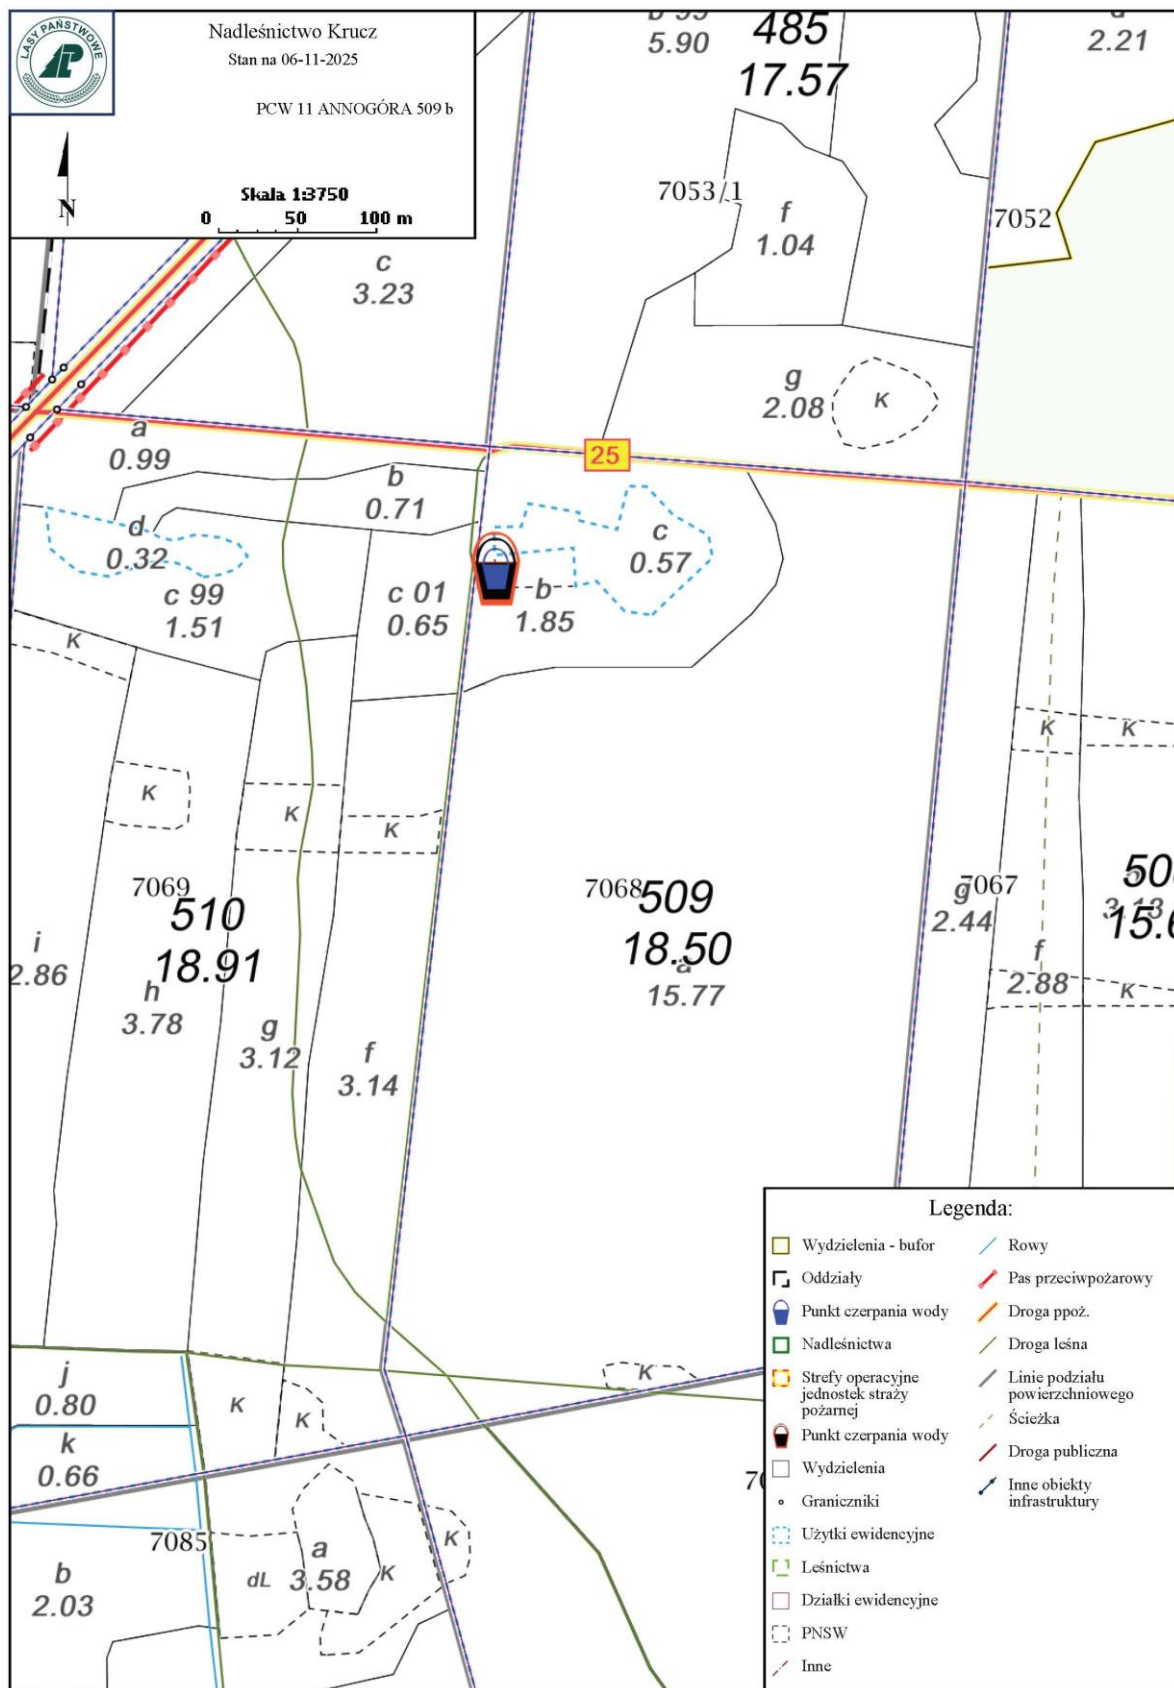 LASY PAŃSTWOWE
Nadleśnictwo Krucz
Stan na 06-11-2025
PCW 11 ANNOGÓRA 509 b
N
Skala 1:3750
0 50 100 m
5.90
485
17.57
2.21
7053/1
f
1.04
7052
c
3.23
g
2.08
K
a
0.99
25
b
0.71
d
0.32
c
0.57
c 99
1.51
c 01
0.65
b
1.85
K
K
K
K
K
K
7069
510
18.91
7068
509
18.50
a
15.77
7067
g
2.44
i
2.86
h
3.78
g
3.12
f
3.14
f
2.88
K
j
0.80
K
K
K
k
0.66
7085
a
3.58
dL
K
K
b
2.03
Legenda:
Wydzielenia - bufor
Oddziały
Punkt czerpania wody
Nadleśnictwa
Strefy operacyjne
jednostek straży
pożarnej
Punkt czerpania wody
Wydzielenia
Graniczniki
Użytki ewidencyjne
Leśnictwa
Działki ewidencyjne
PNSW
Inne
Rowy
Pas przeciwpożarowy
Droga ppoż.
Droga leśna
Linie podziału
powierzchniowego
Ścieżka
Droga publiczna
Inne obiekty
infrastruktury